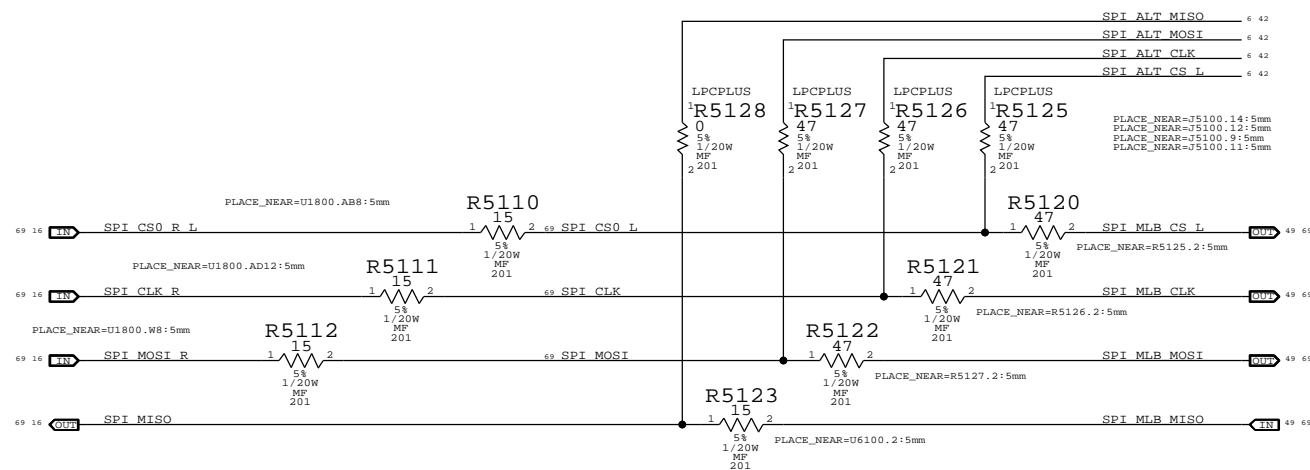 SPI_ALT_MISO 6 42
SPI_ALT_MOSI 6 42
SPI_ALT_CLK 6 42
SPI_ALT_CS_L 6 42
LPCPLUS
1 R5128
0
5%
1/20W
MF
2 201
LPCPLUS
1 R5127
47
5%
1/20W
MF
2 201
LPCPLUS
1 R5126
47
5%
1/20W
MF
2 201
LPCPLUS
1 R5125
47
5%
1/20W
MF
2 201
PLACE_NEAR=J5100.14:5mm
PLACE_NEAR=J5100.12:5mm
PLACE_NEAR=J5100.9:5mm
PLACE_NEAR=J5100.11:5mm
PLACE_NEAR=U1800.AB8:5mm
69 16 IN SPI_CS0_R_L
R5110
15
1 2
5%
1/20W
MF
201
69 SPI_CS0_L
R5120
47
1 2
5%
1/20W
MF
201
SPI_MLB_CS_L OUT 49 69
PLACE_NEAR=R5125.2:5mm
PLACE_NEAR=U1800.AD12:5mm
69 16 IN SPI_CLK_R
R5111
15
1 2
5%
1/20W
MF
201
69 SPI_CLK
R5121
47
1 2
5%
1/20W
MF
201
SPI_MLB_CLK OUT 49 69
PLACE_NEAR=R5126.2:5mm
PLACE_NEAR=U1800.W8:5mm
69 16 IN SPI_MOSI_R
R5112
15
1 2
5%
1/20W
MF
201
69 SPI_MOSI
R5122
47
1 2
5%
1/20W
MF
201
SPI_MLB_MOSI OUT 49 69
PLACE_NEAR=R5127.2:5mm
69 16 OUT SPI_MISO
R5123
15
1 2
5%
1/20W
MF
201
SPI_MLB_MISO IN 49 69
PLACE_NEAR=U6100.2:5mm